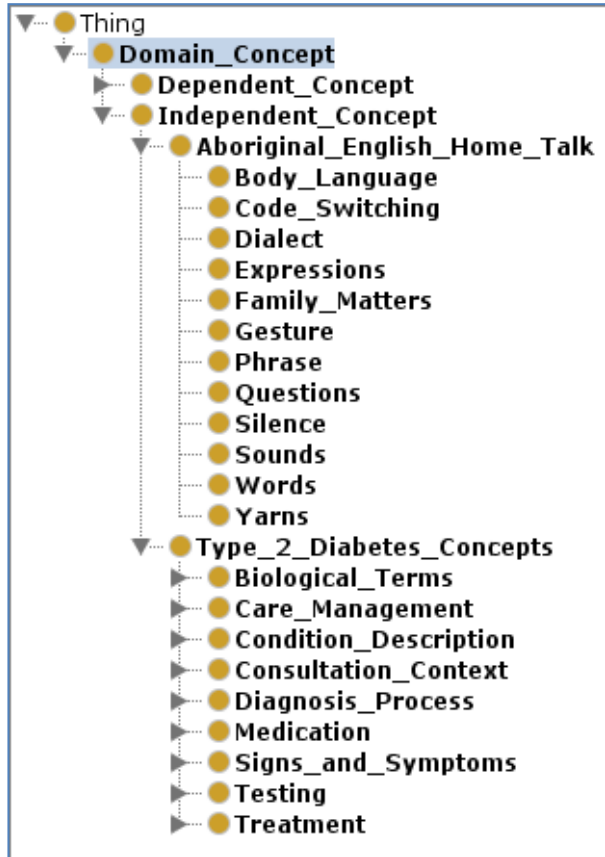 Thing
Domain_Concept
Dependent_Concept
Independent_Concept
Aboriginal_English_Home_Talk
Body_Language
Code_Switching
Dialect
Expressions
Family_Matters
Gesture
Phrase
Questions
Silence
Sounds
Words
Yarns
Type_2_Diabetes_Concepts
Biological_Terms
Care_Management
Condition_Description
Consultation_Context
Diagnosis_Process
Medication
Signs_and_Symptoms
Testing
Treatment